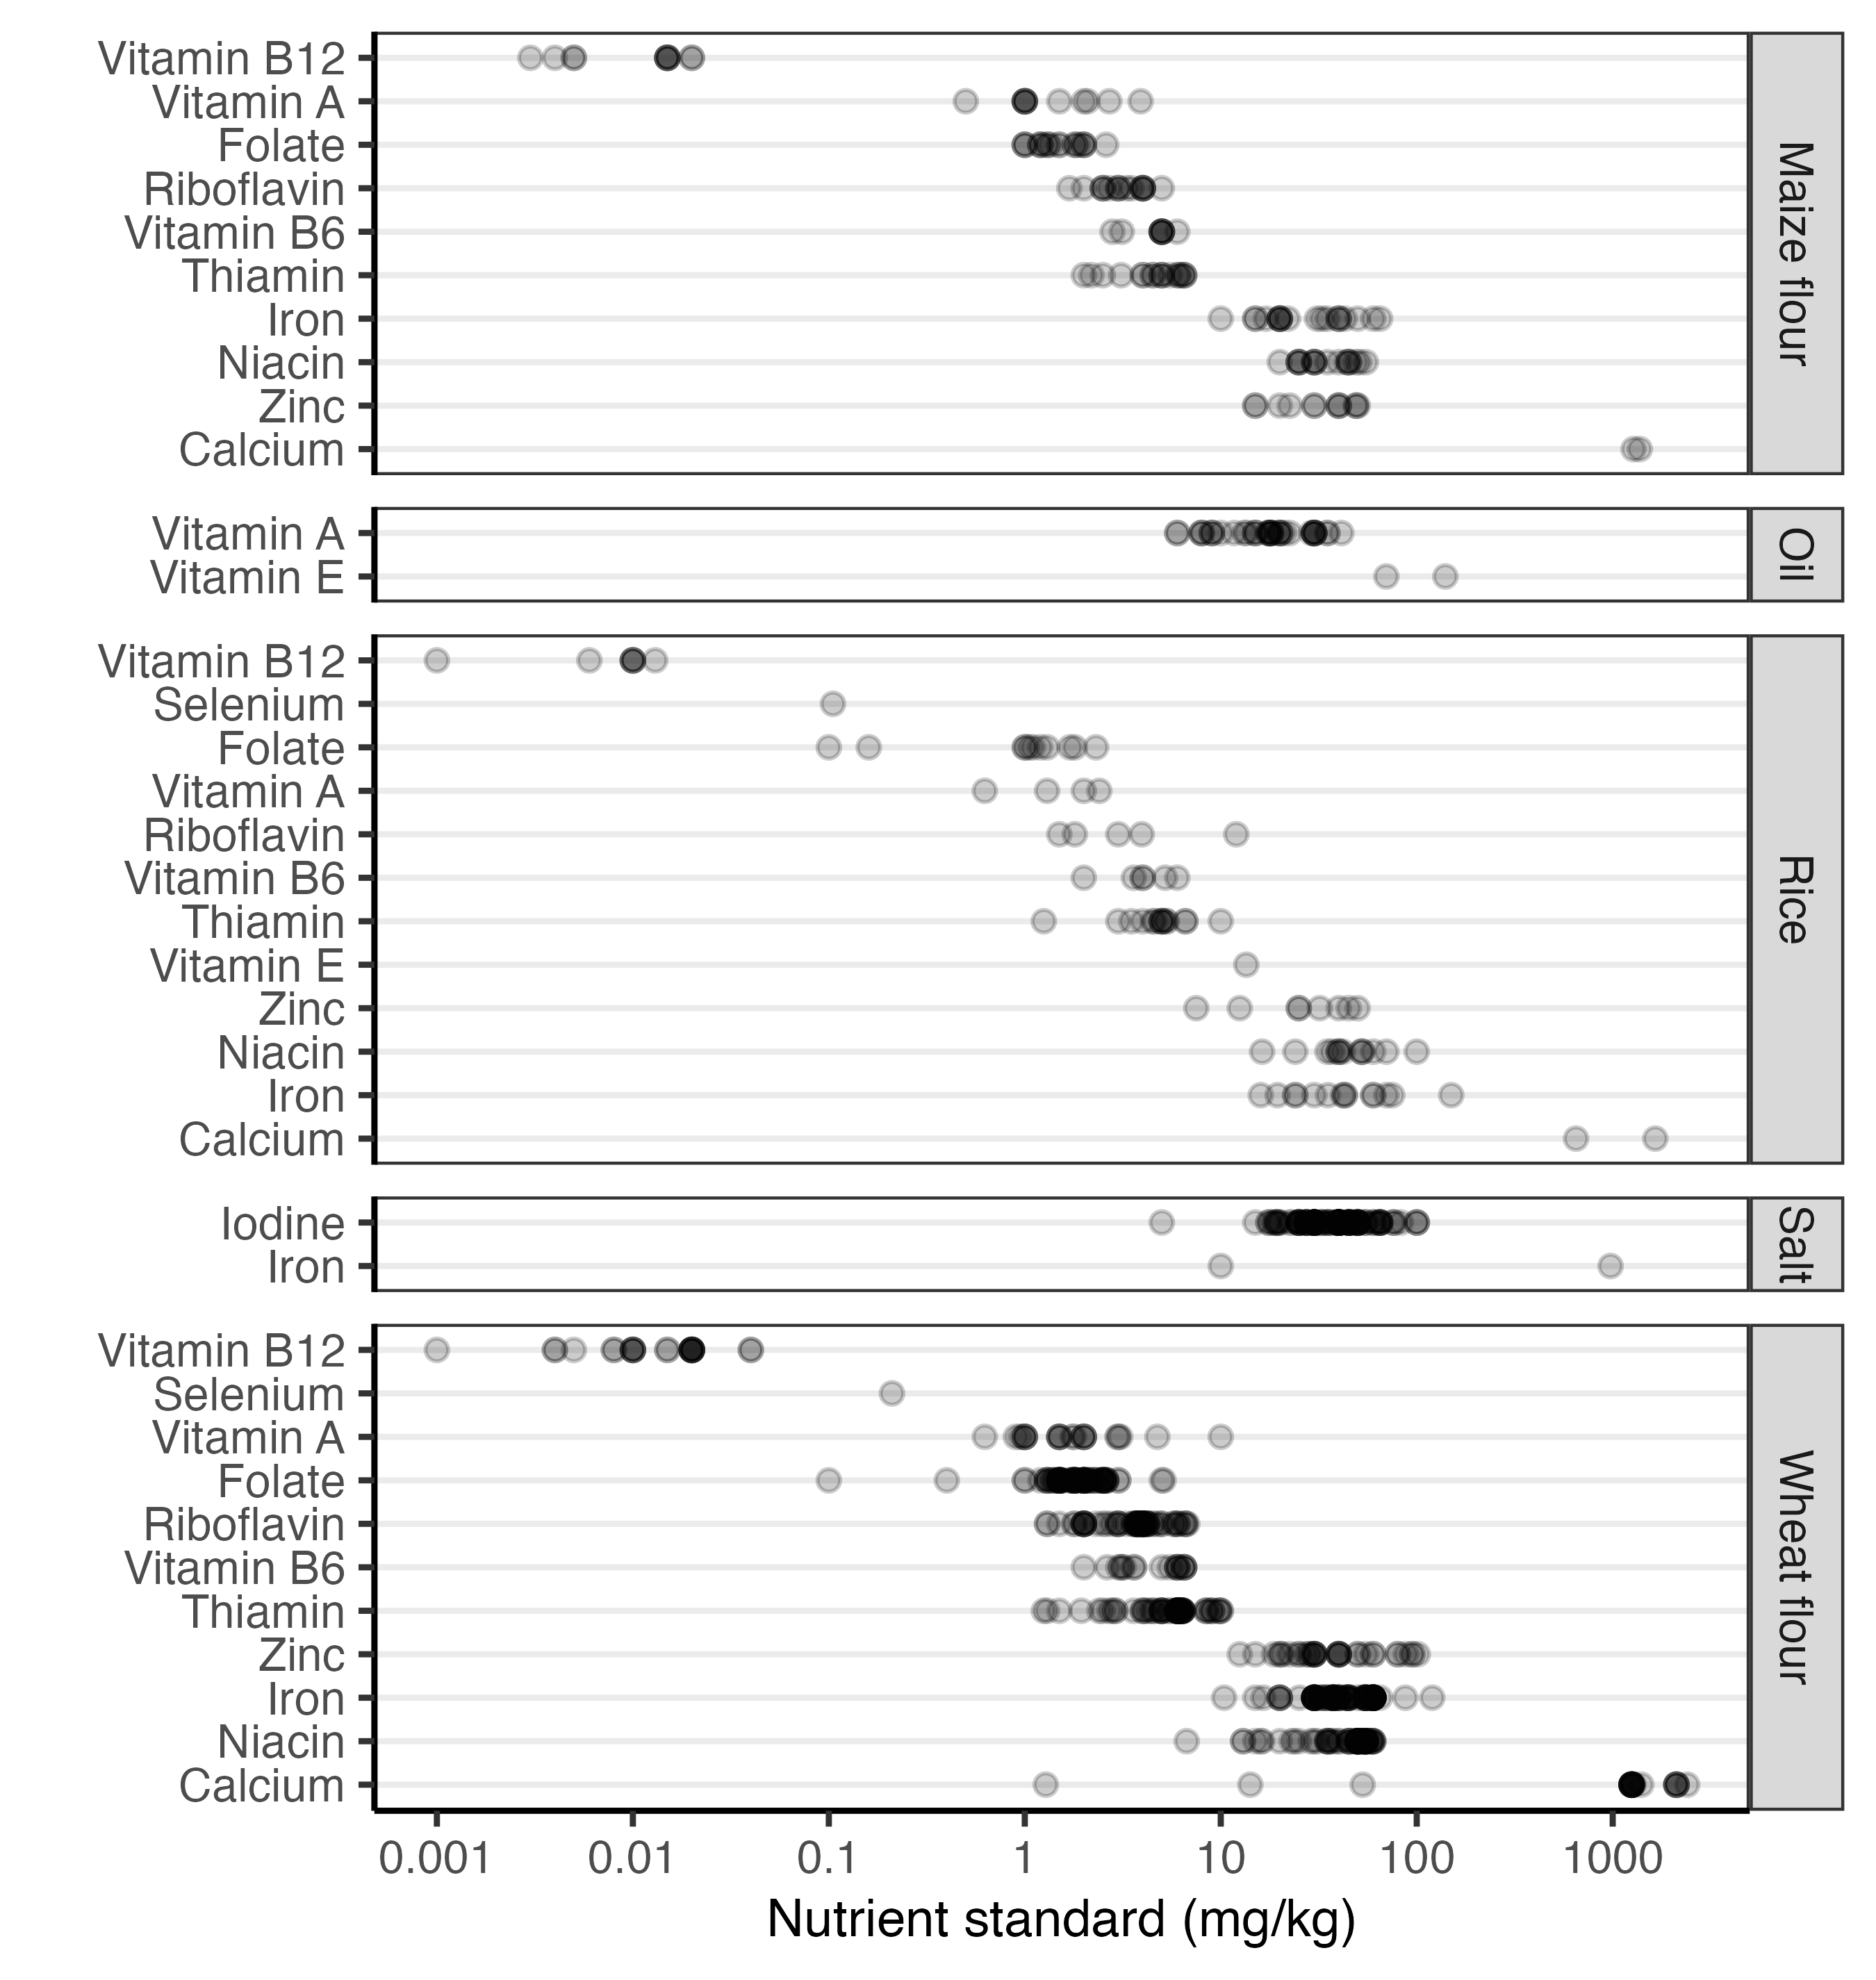 Vitamin B12
Vitamin A
Folate
Riboflavin
Vitamin B6
Thiamin
Iron
Niacin
Zinc
Calcium
Maize flour
Vitamin A
Vitamin E
Oil
Vitamin B12
Selenium
Folate
Vitamin A
Riboflavin
Vitamin B6
Thiamin
Vitamin E
Zinc
Niacin
Iron
Calcium
Rice
Iodine
Iron
Salt
Vitamin B12
Selenium
Vitamin A
Folate
Riboflavin
Vitamin B6
Thiamin
Zinc
Iron
Niacin
Calcium
Wheat flour
0.001 0.01 0.1 1 10 100 1000
Nutrient standard (mg/kg)